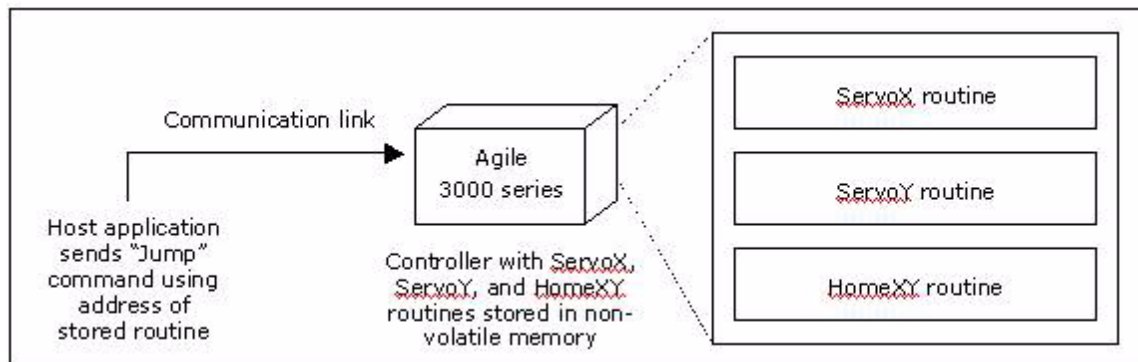 Communication link
Agile
3000 series
Host application
sends "Jump"
command using
address of
stored routine
Controller with ServoX,
ServoY, and HomeXY
routines stored in non-
volatile memory
ServoX routine
ServoY routine
HomeXY routine